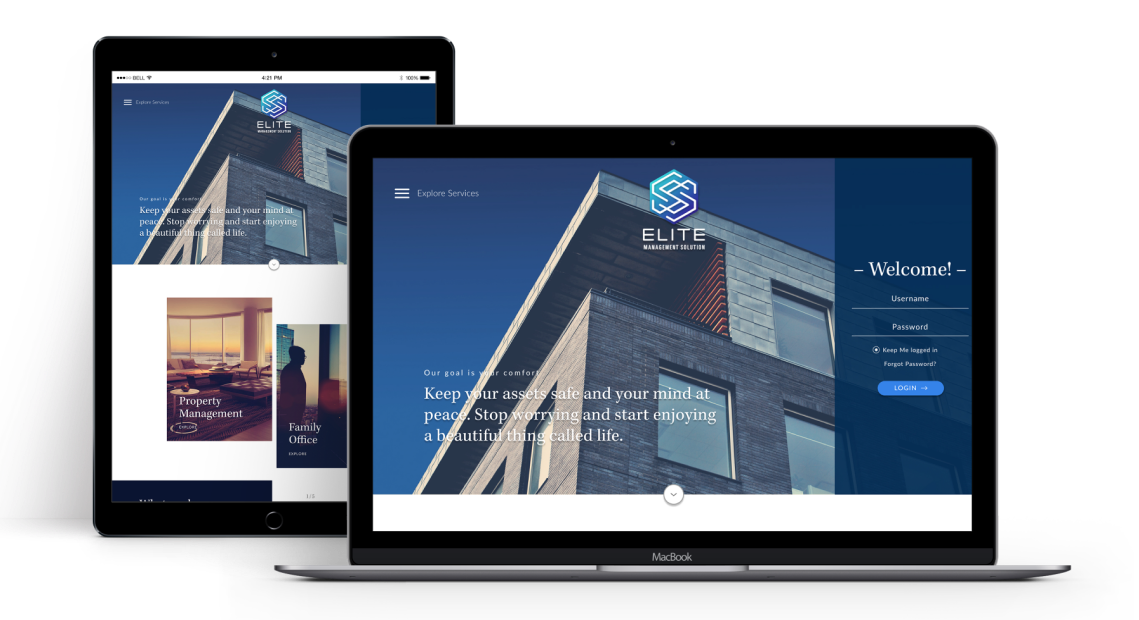 BELL
4:21 PM
100%
Explore Services
ELITE
MANAGEMENT SOLUTION
Our goal is your comfort
Keep your assets safe and your mind at
peace. Stop worrying and start enjoying
a beautiful thing called life.
Property
Management
EXPLORE
Family
Office
EXPLORE
1/5
Explore Services
ELITE
MANAGEMENT SOLUTION
Our goal is your comfort
Keep your assets safe and your mind at
peace. Stop worrying and start enjoying
a beautiful thing called life.
– Welcome! –
Username
Password
Keep Me logged in
Forgot Password?
LOGIN →
MacBook